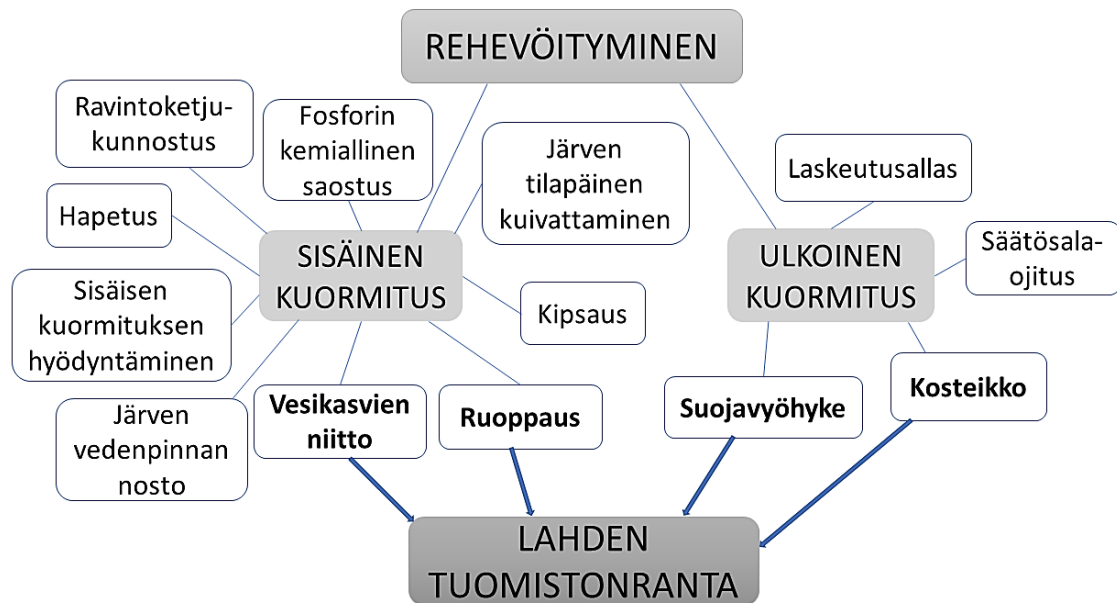 REHEVÖITYMINEN
Ravintoketju-
kunnostus
Fosforin
kemiallinen
saostus
Järven
tilapäinen
kuivattaminen
Laskeutusallas
Hapetus
SISÄINEN
KUORMITUS
ULKOINEN
KUORMITUS
Säätösala-
ojitus
Sisäisen
kuormituksen
hyödyntäminen
Kipsaus
Järven
vedenpinnan
nosto
Vesikasvien
niitto
Ruoppaus
Suojavyöhyke
Kosteikko
LAHDEN
TUOMISTONRANTA